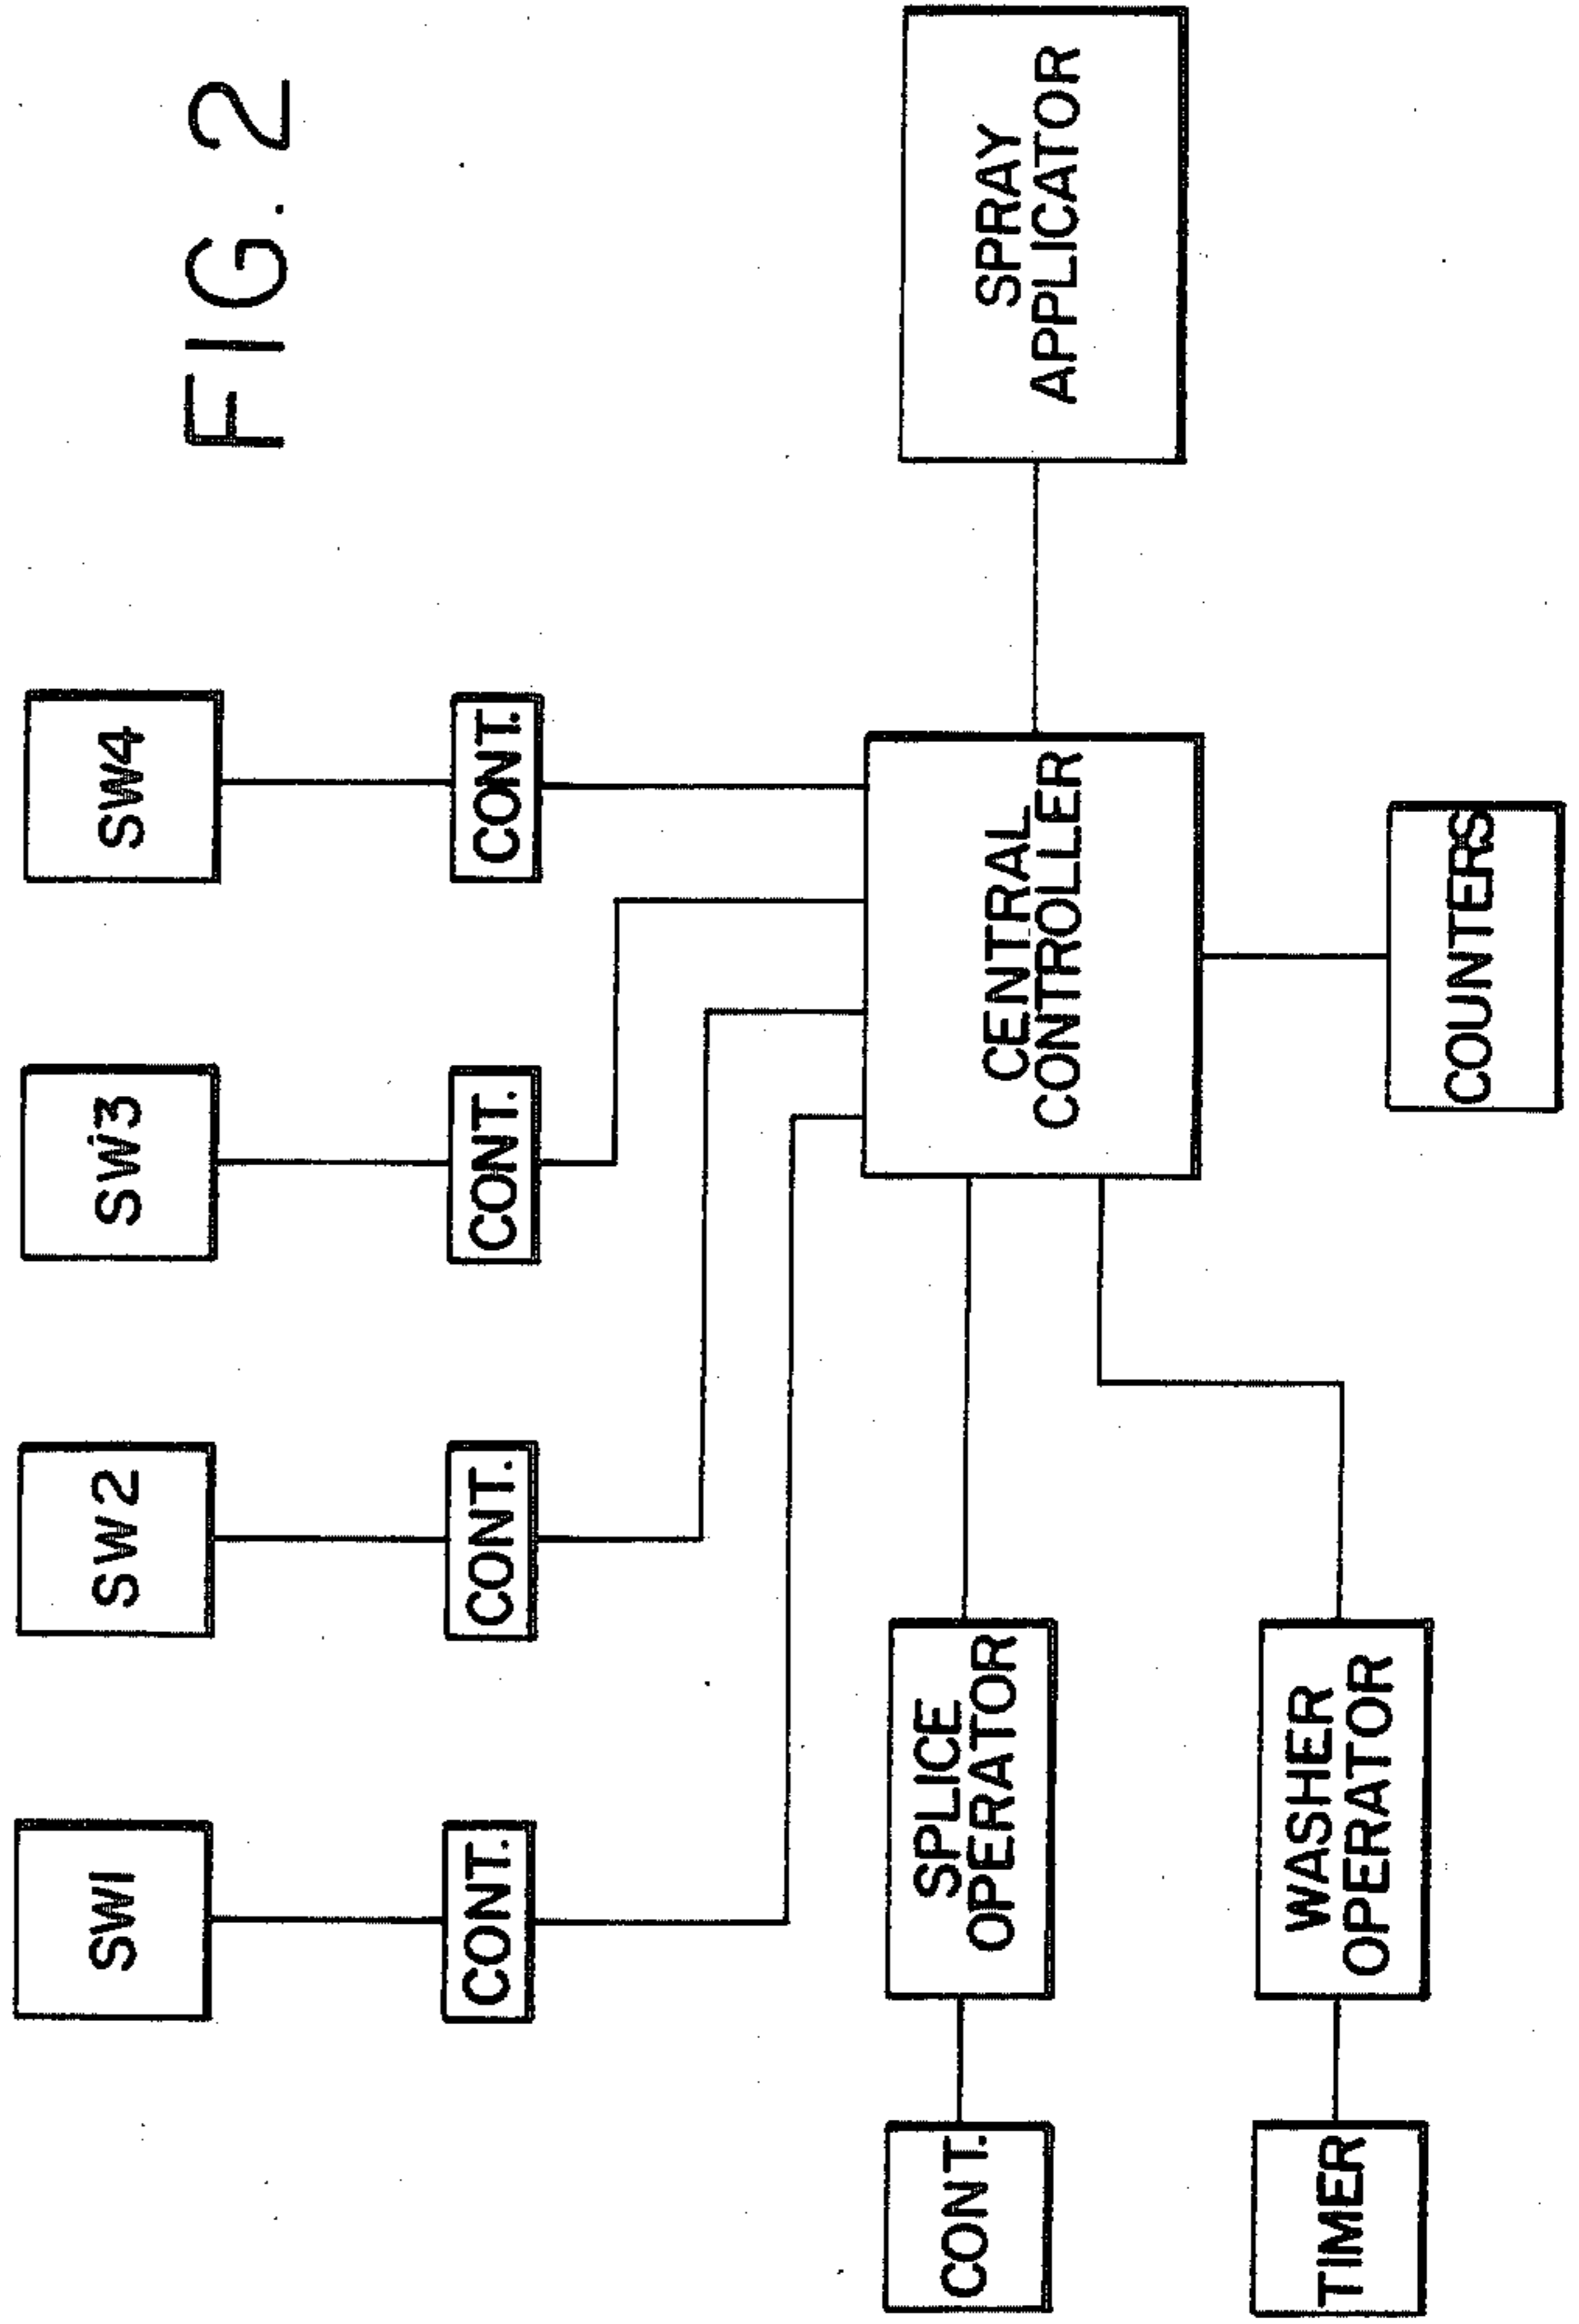 FIG. 2
SW1
SW2
SW3
SW4
CONT.
CONT.
CONT.
CONT.
CENTRAL
CONTROLLER
SPRAY
APPLICATOR
CONT.
SPLICE
OPERATOR
TIMER
WASHER
OPERATOR
COUNTERS